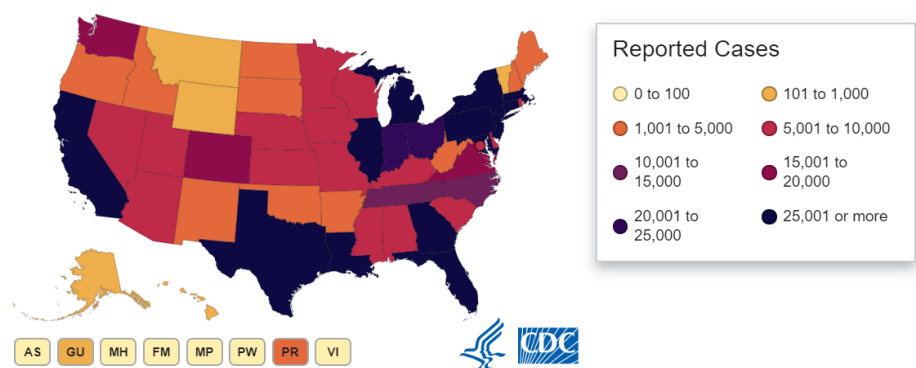 Reported Cases
0 to 100
101 to 1,000
1,001 to 5,000
5,001 to 10,000
10,001 to
15,000
15,001 to
20,000
20,001 to
25,000
25,001 or more
AS GU MH FM MP PW PR VI
CDC